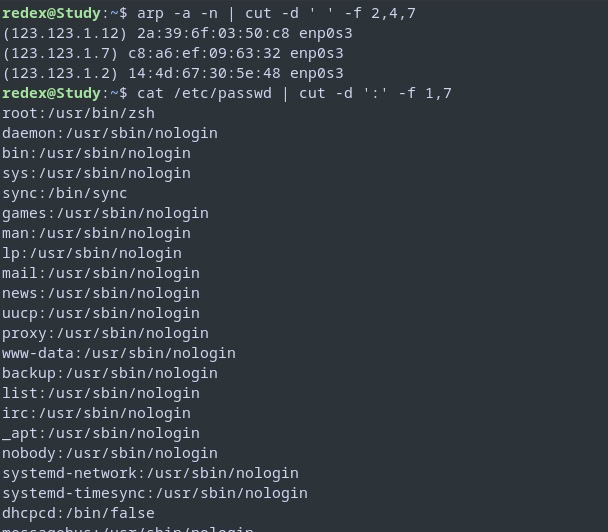 redex@Study:~$ arp -a -n | cut -d ' ' -f 2,4,7
(123.123.1.12) 2a:39:6f:03:50:c8 enp0s3
(123.123.1.7) c8:a6:ef:09:63:32 enp0s3
(123.123.1.2) 14:4d:67:30:5e:48 enp0s3
redex@Study:~$ cat /etc/passwd | cut -d ':' -f 1,7
root:/usr/bin/zsh
daemon:/usr/sbin/nologin
bin:/usr/sbin/nologin
sys:/usr/sbin/nologin
sync:/bin/sync
games:/usr/sbin/nologin
man:/usr/sbin/nologin
lp:/usr/sbin/nologin
mail:/usr/sbin/nologin
news:/usr/sbin/nologin
uucp:/usr/sbin/nologin
proxy:/usr/sbin/nologin
www-data:/usr/sbin/nologin
backup:/usr/sbin/nologin
list:/usr/sbin/nologin
irc:/usr/sbin/nologin
_apt:/usr/sbin/nologin
nobody:/usr/sbin/nologin
systemd-network:/usr/sbin/nologin
systemd-timesync:/usr/sbin/nologin
dhcpcd:/bin/false
messagebus:/usr/sbin/nologin